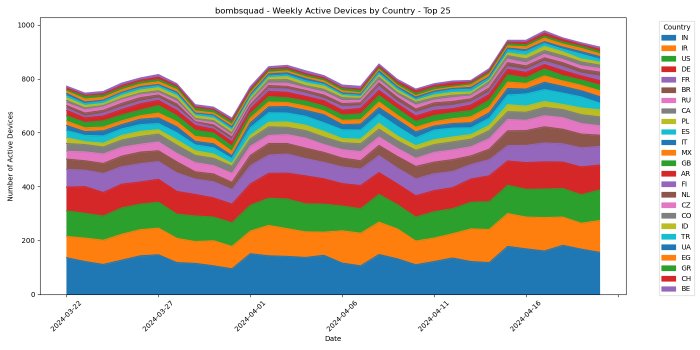 bombsquad - Weekly Active Devices by Country - Top 25
Number of Active Devices
1000
800
600
400
200
0
2024-03-22
2024-03-27
2024-04-01
2024-04-06
2024-04-11
2024-04-16
Date
Country
IN
IR
US
DE
FR
BR
RU
CA
PL
ES
IT
MX
GB
AR
FI
NL
CZ
CO
ID
TR
UA
EG
GR
CH
BE